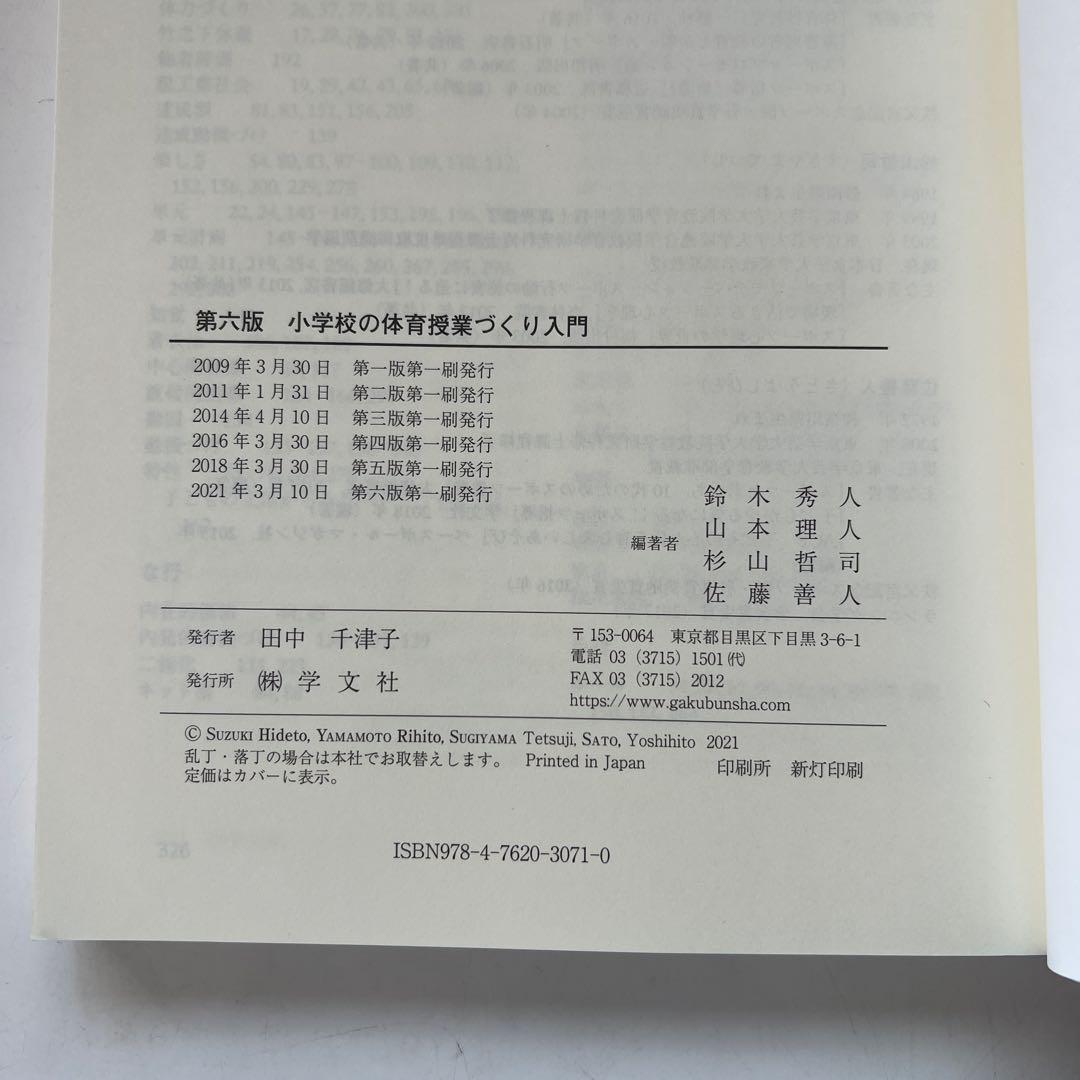 第六版 小学校の体育授業づくり入門
2009年3月30日 第一版第一刷発行
2011年1月31日 第二版第一刷発行
2014年4月10日 第三版第一刷発行
2016年3月30日 第四版第一刷発行
2018年3月30日 第五版第一刷発行
2021年3月10日 第六版第一刷発行
編著者
鈴木秀人
山本理人
杉山哲司
佐藤善人
発行者 田中 千津子
発行所 ㈱ 学文社
〒153-0064 東京都目黒区下目黒3-6-1
電話 03 (3715) 1501 ㈹
FAX 03 (3715) 2012
https://www.gakubunsha.com
© SUZUKI Hideto, YAMAMOTO Rihito, SUGIYAMA Tetsuji, SATO, Yoshihito 2021
乱丁・落丁の場合は本社でお取替えします。 Printed in Japan
定価はカバーに表示。
印刷所 新灯印刷
326
ISBN978-4-7620-3071-0